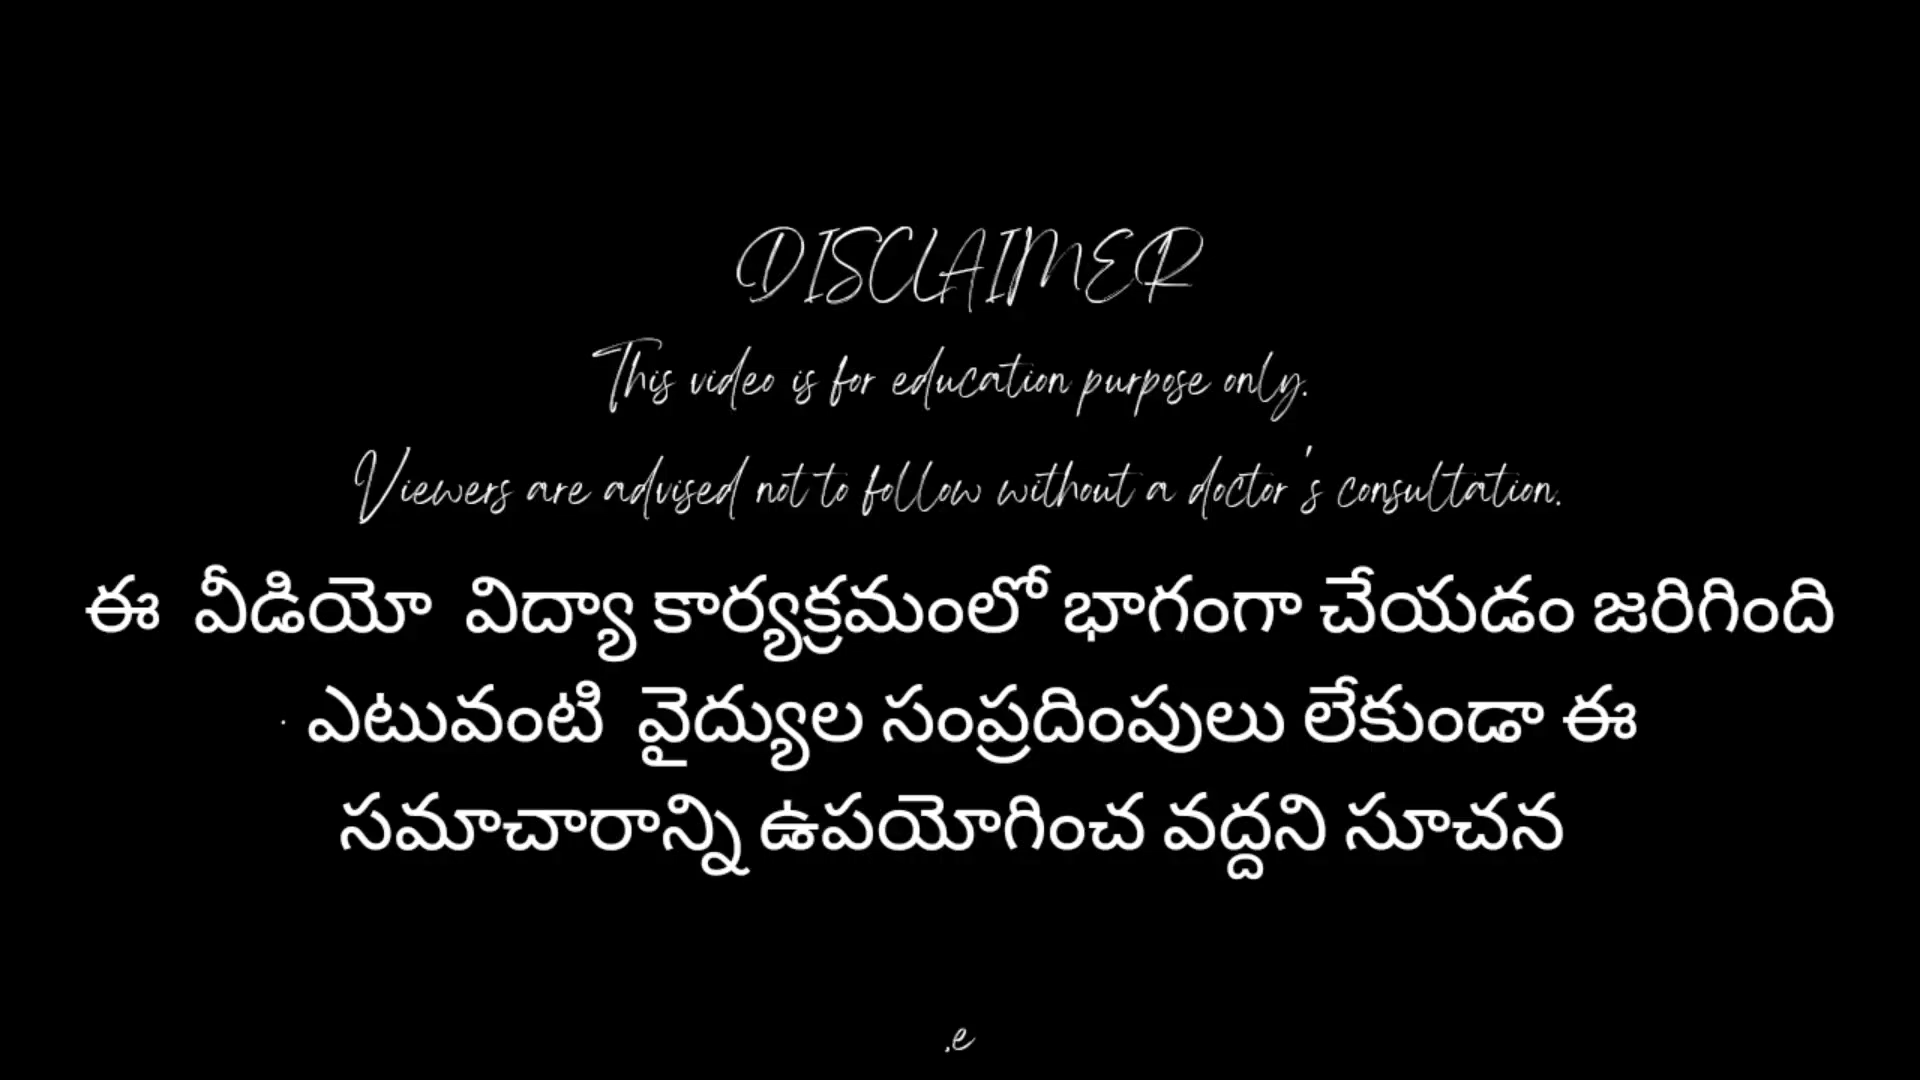 DISCLAIMER
This video is for education purpose only.
Viewers are advised not to follow without a doctor's consultation.
ఈ వీడియో విద్యా కార్యక్రమంలో భాగంగా చేయడం జరిగింది
. ఎటువంటి వైద్యుల సంప్రదింపులు లేకుండా ఈ
సమాచారాన్ని ఉపయోగించ వద్దని సూచన
.e